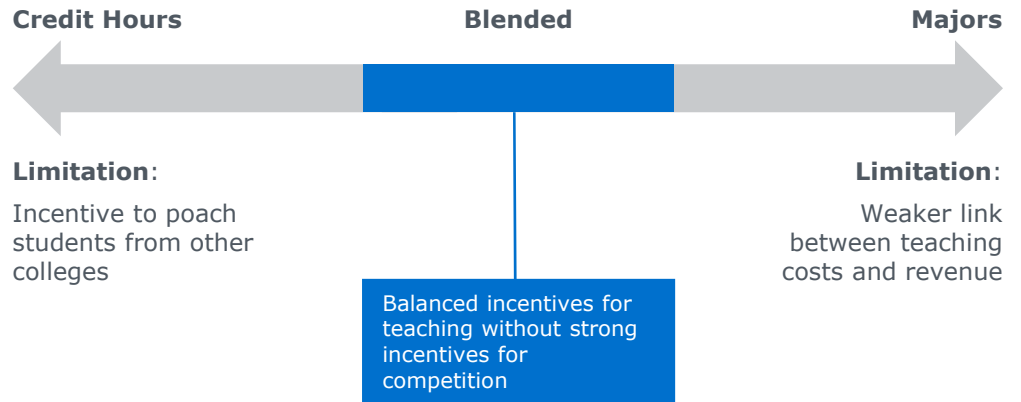 Credit Hours
Blended
Majors
Limitation:
Incentive to poach
students from other
colleges
Limitation:
Weaker link
between teaching
costs and revenue
Balanced incentives for
teaching without strong
incentives for
competition